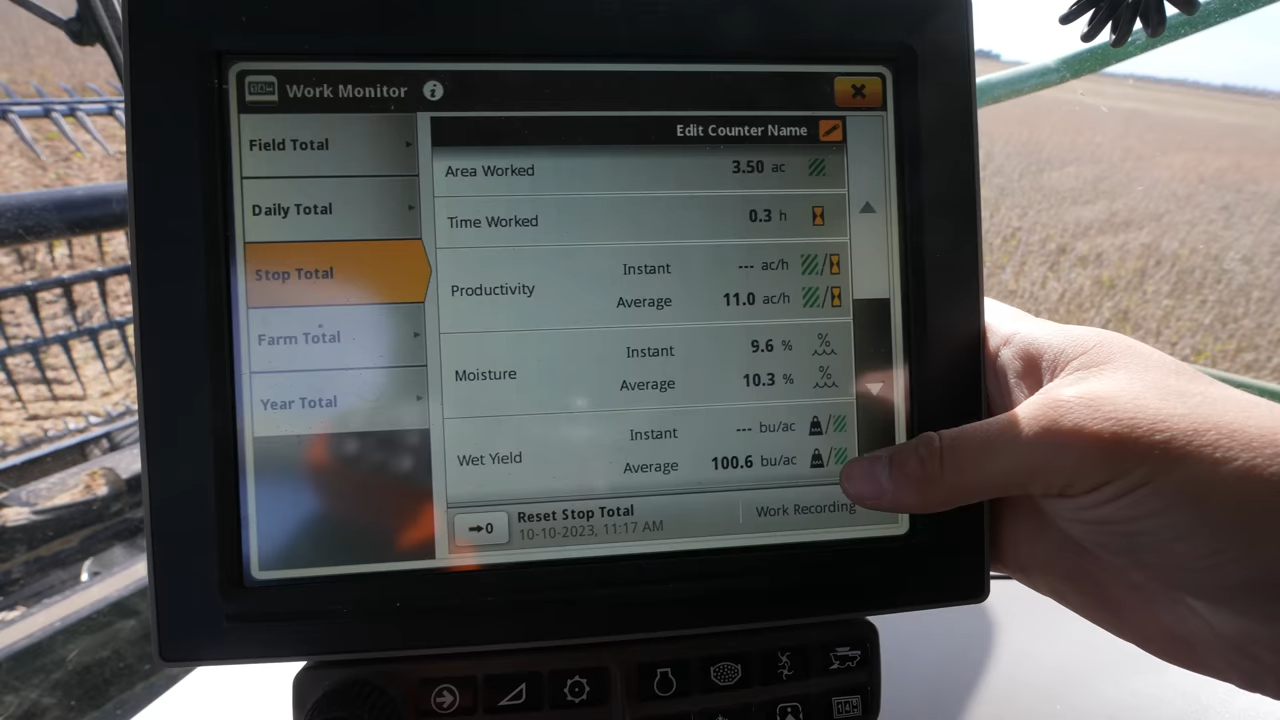 Work Monitor i
Edit Counter Name
Field Total
Daily Total
Stop Total
Farm Total
Year Total
Area Worked 3.50 ac
Time Worked 0.3 h
Productivity
Instant --- ac/h
Average 11.0 ac/h
Moisture
Instant 9.6 %
Average 10.3 %
Wet Yield
Instant --- bu/ac
Average 100.6 bu/ac
→0 Reset Stop Total
10-10-2023, 11:17 AM
Work Recording